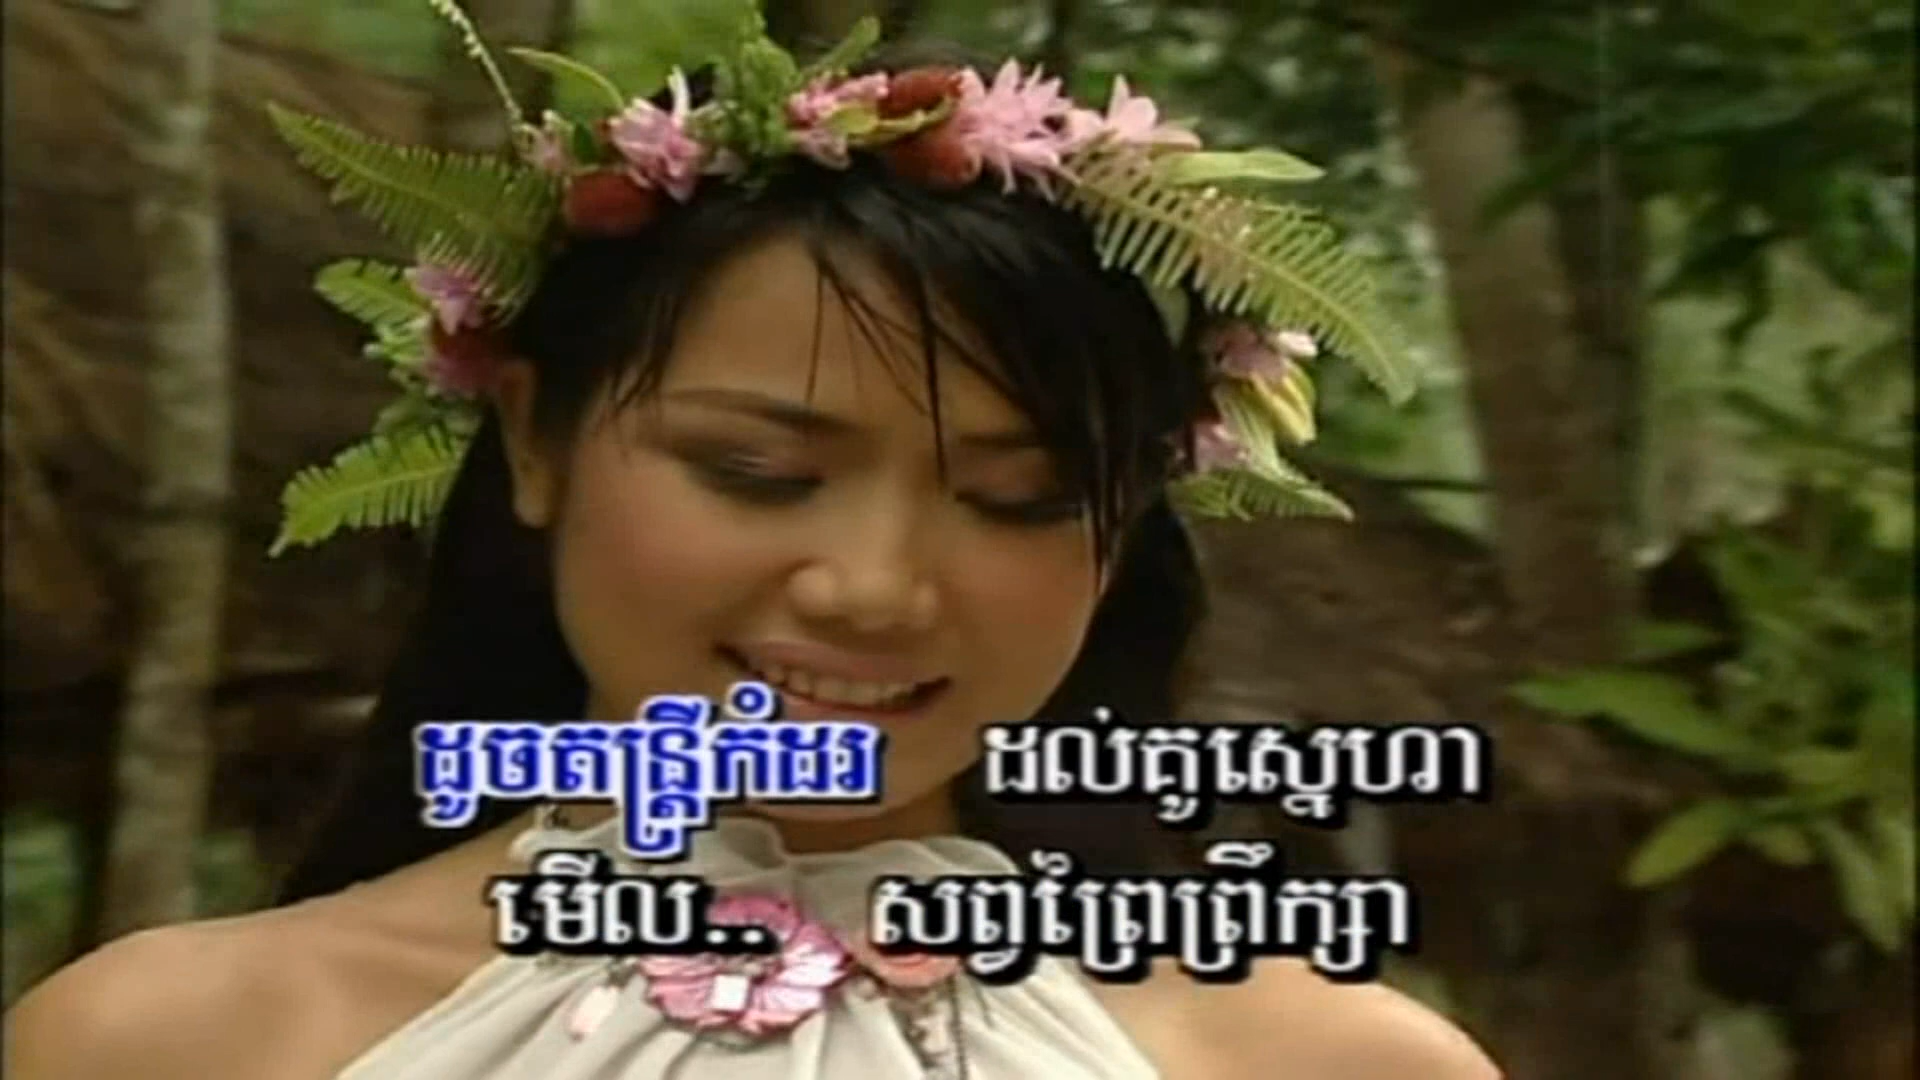 ដូចតន្ត្រីកំដរ ដល់គូស្នេហា
មើល.. សព្វព្រៃព្រឹក្សា